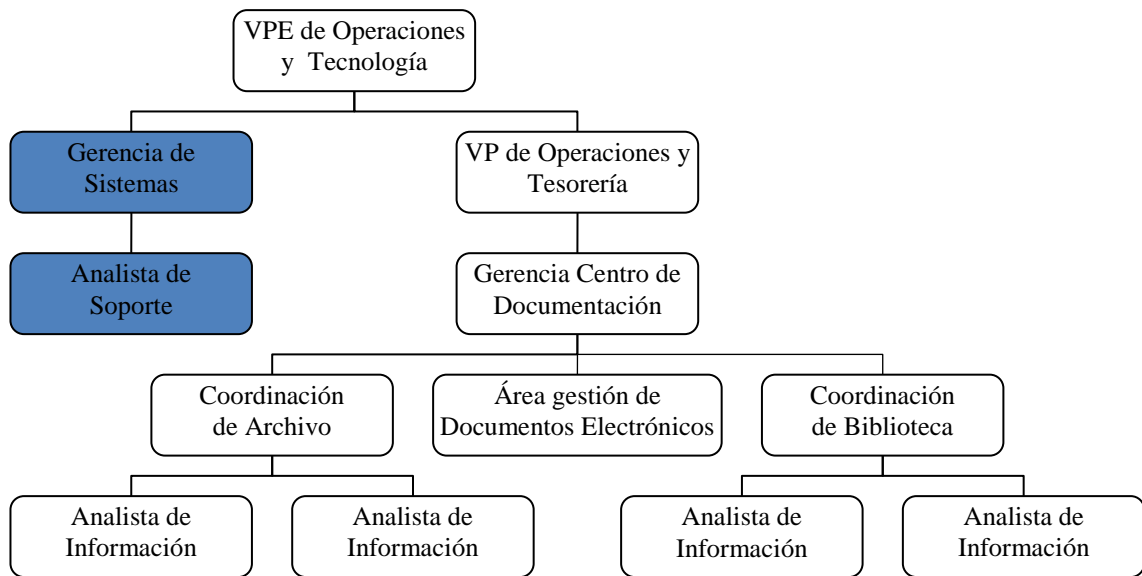 VPE de Operaciones
y Tecnología
Gerencia de
Sistemas
VP de Operaciones y
Tesorería
Analista de
Soporte
Gerencia Centro de
Documentación
Coordinación
de Archivo
Área gestión de
Documentos Electrónicos
Coordinación
de Biblioteca
Analista de
Información
Analista de
Información
Analista de
Información
Analista de
Información